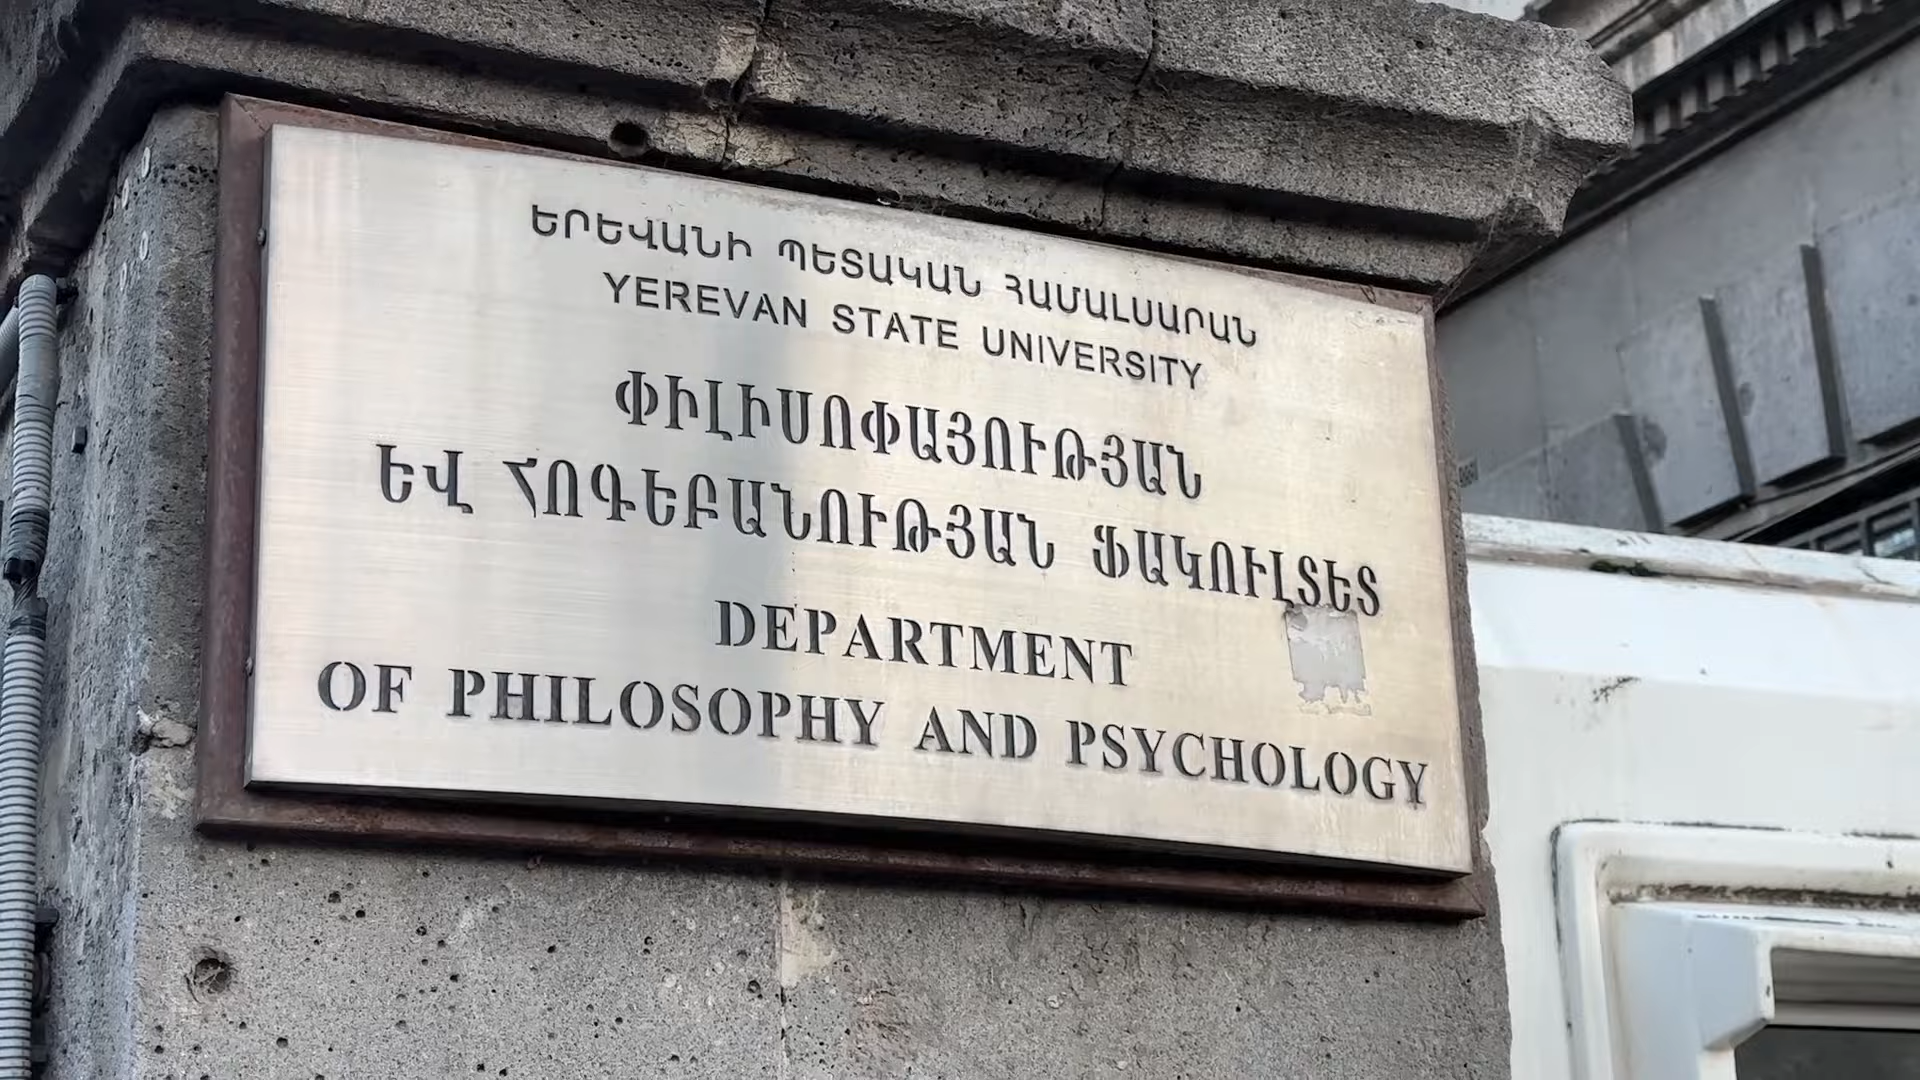 ԵՐԵՎԱՆԻ ՊԵՏԱԿԱՆ ՀԱՄԱԼՍԱՐԱՆ
YEREVAN STATE UNIVERSITY
ՓԻԼԻՍՈՓԱՅՈՒԹՅԱՆ
ԵՎ ՀՈԳԵԲԱՆՈՒԹՅԱՆ ՖԱԿՈՒԼՏԵՏ
DEPARTMENT
OF PHILOSOPHY AND PSYCHOLOGY